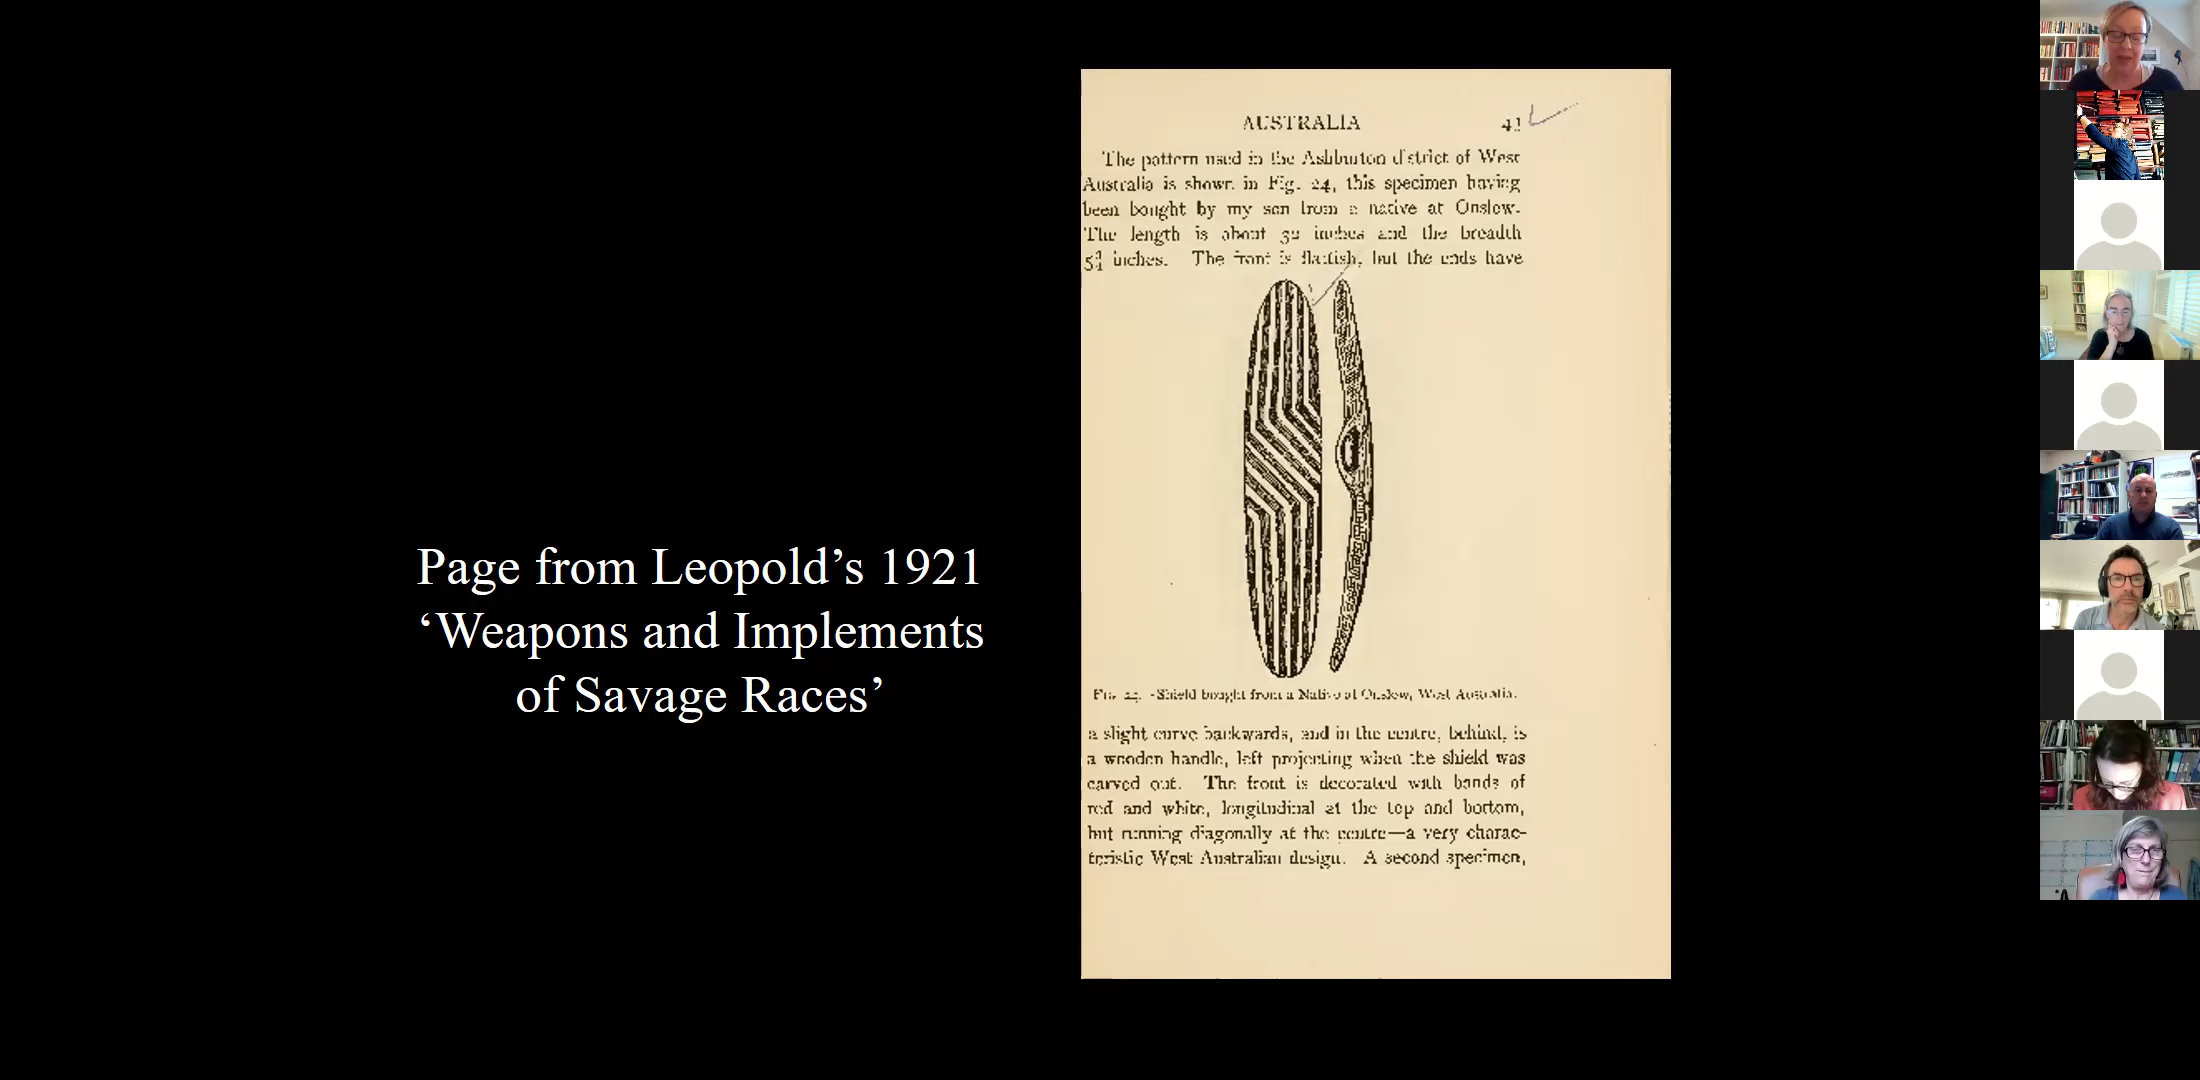 Page from Leopold’s 1921
‘Weapons and Implements
of Savage Races’
AUSTRALIA 41
The pattern used in the Ashburton district of West
Australia is shown in Fig. 24, this specimen having
been bought by my son from a native at Onslow.
The length is about 32 inches and the breadth
5¾ inches. The front is flattish, but the ends have
Shield bought from a Native at Onslow, West Australia.
a slight curve backwards, and in the centre, behind, is
a wooden handle, left projecting when the shield was
carved out. The front is decorated with bands of
red and white, longitudinal at the top and bottom,
but running diagonally at the centre—a very charac-
teristic West Australian design. A second specimen,